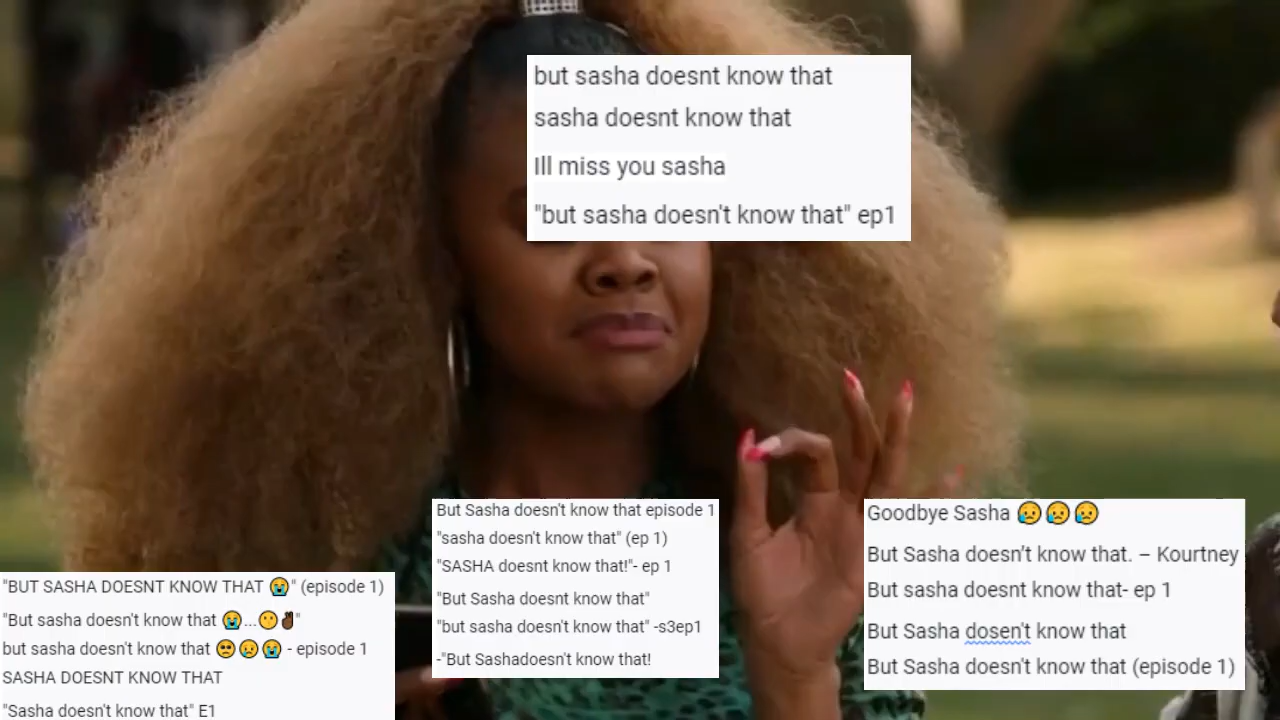 but sasha doesnt know that
sasha doesnt know that
Ill miss you sasha
"but sasha doesn't know that" ep1
"BUT SASHA DOESNT KNOW THAT 😭" (episode 1)
"But sasha doesn't know that 😭...😶✌🏿"
but sasha doesn't know that 🥺😥😭 - episode 1
SASHA DOESNT KNOW THAT
"Sasha doesn't know that" E1
But Sasha doesn't know that episode 1
"sasha doesn't know that" (ep 1)
"SASHA doesnt know that!"- ep 1
"But Sasha doesnt know that"
"but sasha doesn't know that" -s3ep1
-"But Sashadoesn't know that!
Goodbye Sasha 😥😥😥
But Sasha doesn't know that. – Kourtney
But sasha doesnt know that- ep 1
But Sasha dosen't know that
But Sasha doesn't know that (episode 1)